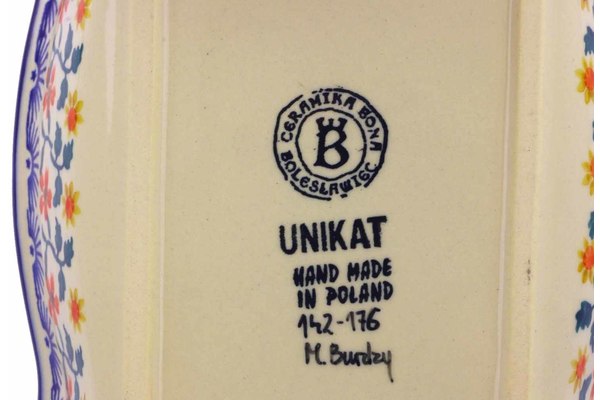 CERAMIKA BONA
B
BOLESŁAWIEC
UNIKAT
HAND MADE
IN POLAND
142-176
M. Burdzy